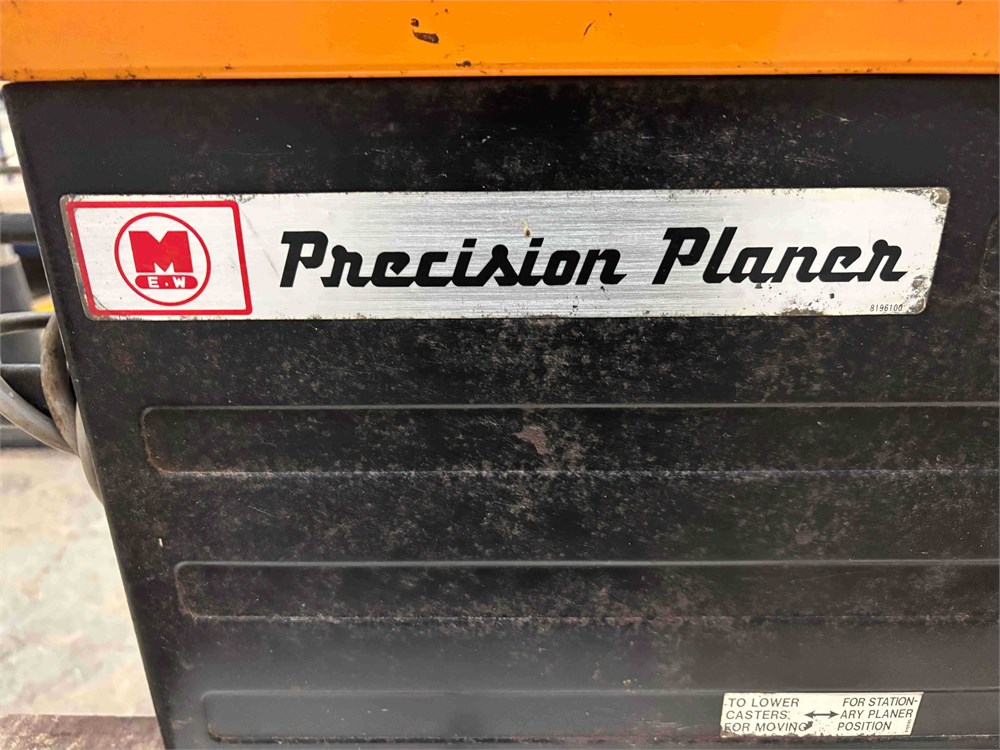 M
E.W
Precision Planer
8196100
-TO LOWER
CASTERS.
FOR MOVING
FOR STATION-
ARY PLANER
POSITION